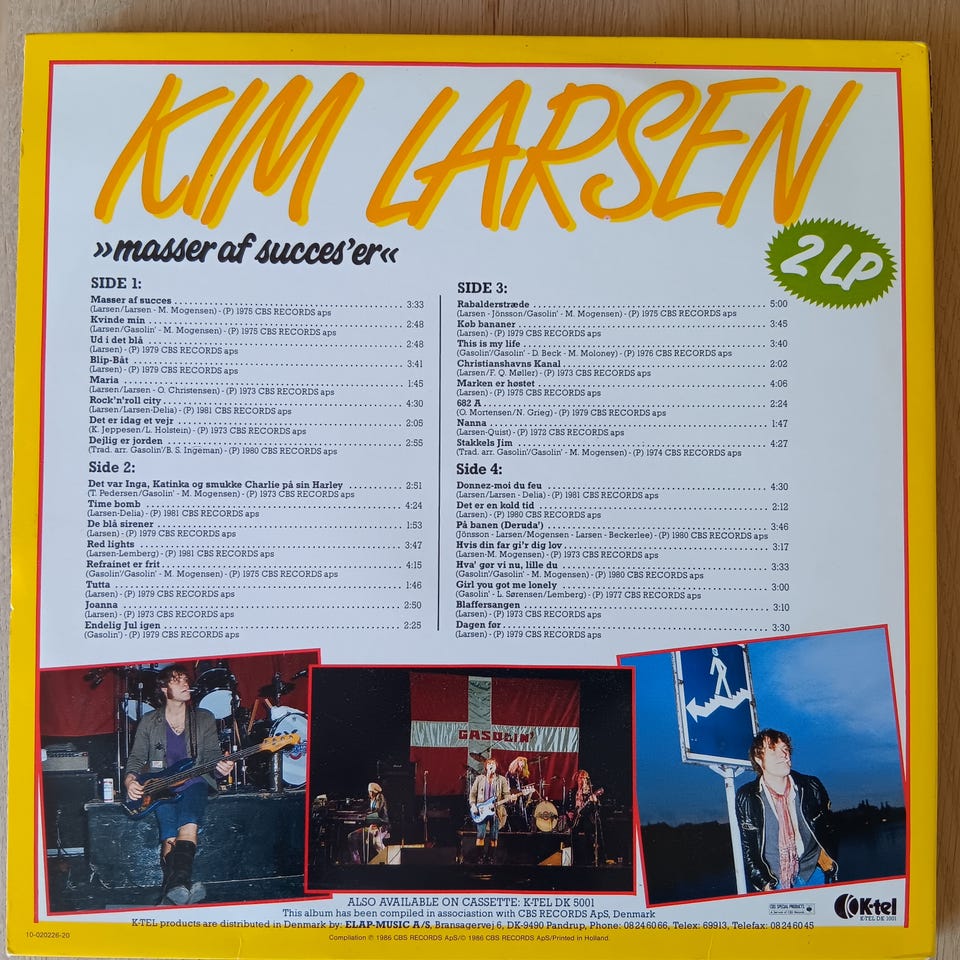 KIM LARSEN
»masser af succes'er«
2 LP
SIDE 1:
Masser af succes 3:33
(Larsen/Larsen - M. Mogensen) - (P) 1975 CBS RECORDS aps
Kvinde min 2:48
(Larsen/Gasolin' - M. Mogensen) - (P) 1975 CBS RECORDS aps
Ud i det blå 2:48
(Larsen) - (P) 1979 CBS RECORDS aps
Blip-Båt 3:41
(Larsen) - (P) 1979 CBS RECORDS aps
Maria 1:45
(Larsen/Larsen - O. Christensen) - (P) 1973 CBS RECORDS aps
Rock'n'roll city 4:30
(Larsen/Larsen-Delia) - (P) 1981 CBS RECORDS aps
Det er idag et vejr 2:05
(K. Jeppesen/L. Holstein) - (P) 1973 CBS RECORDS aps
Dejlig er jorden 2:55
(Trad. arr. Gasolin'/B. S. Ingeman) - (P) 1980 CBS RECORDS aps
Side 2:
Det var Inga, Katinka og smukke Charlie på sin Harley 2:51
(T. Pedersen/Gasolin' - M. Mogensen) - (P) 1973 CBS RECORDS aps
Time bomb 4:24
(Larsen-Delia) - (P) 1981 CBS RECORDS aps
De blå sirener 1:53
(Larsen) - (P) 1979 CBS RECORDS aps
Red lights 3:47
(Larsen-Lemberg) - (P) 1981 CBS RECORDS aps
Refrainet er frit 4:15
(Gasolin'/Gasolin' - M. Mogensen) - (P) 1975 CBS RECORDS aps
Tutta 1:46
(Larsen) - (P) 1979 CBS RECORDS aps
Joanna 2:50
(Larsen) - (P) 1973 CBS RECORDS aps
Endelig Jul igen 2:25
(Gasolin') - (P) 1979 CBS RECORDS aps
SIDE 3:
Rabalderstræde 5:00
(Larsen - Jönsson/Gasolin' - M. Mogensen) - (P) 1975 CBS RECORDS aps
Køb bananer 3:45
(Larsen) - (P) 1979 CBS RECORDS aps
This is my life 3:40
(Gasolin'/Gasolin' - D. Beck - M. Moloney) - (P) 1976 CBS RECORDS aps
Christianshavns Kanal 2:02
(Larsen/F. Q. Møller) - (P) 1973 CBS RECORDS aps
Marken er høstet 4:06
(Larsen) - (P) 1975 CBS RECORDS aps
682 A 2:24
(O. Mortensen/N. Grieg) - (P) 1979 CBS RECORDS aps
Nanna 1:47
(Larsen-Quist) - (P) 1972 CBS RECORDS aps
Stakkels Jim 4:27
(Trad. arr. Gasolin'/Gasolin' - M. Mogensen) - (P) 1974 CBS RECORDS aps
Side 4:
Donnez-moi du feu 4:30
(Larsen/Larsen - Delia) - (P) 1981 CBS RECORDS aps
Det er en kold tid 2:12
(Larsen) - (P) 1980 CBS RECORDS aps
På banen (Deruda') 3:46
(Jönsson - Larsen/Mogensen - Larsen - Beckerlee) - (P) 1980 CBS RECORDS aps
Hvis din far gi'r dig lov 3:17
(Larsen-M. Mogensen) - (P) 1973 CBS RECORDS aps
Hva' gør vi nu, lille du 3:33
(Gasolin'/Gasolin' - M. Mogensen) - (P) 1980 CBS RECORDS aps
Girl you got me lonely 3:00
(Gasolin' - L. Sørensen/Lemberg) - (P) 1977 CBS RECORDS aps
Blaffersangen 3:10
(Larsen) - (P) 1973 CBS RECORDS aps
Dagen før 3:30
(Larsen) - (P) 1979 CBS RECORDS aps
GASOLIN'
ALSO AVAILABLE ON CASSETTE: K-TEL DK 5001
This album has been compiled in associastion with CBS RECORDS ApS, Denmark
K-TEL products are distributed in Denmark by: ELAP-MUSIC A/S, Bransagervej 6, DK-9490 Pandrup, Phone: 08 24 60 66, Telex: 69913, Telefax: 08 24 60 45
CBS SPECIAL PRODUCTS
A Service of CBS Records
K-tel
K-TEL DK 1001
10-020226-20
Compilation ℗ 1986 CBS RECORDS ApS/© 1986 CBS RECORDS ApS/Printed in Holland.